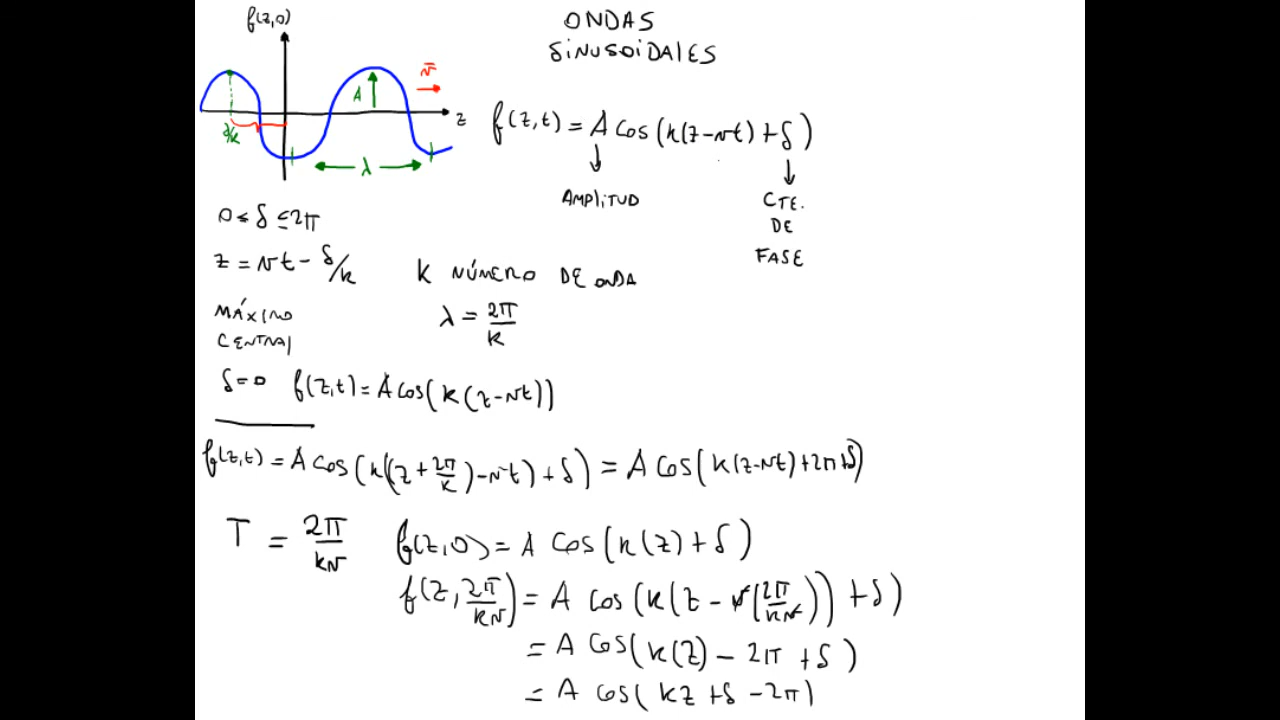 ONDAS
SINUSOIDALES
f(z,0)
A
v̄
z
δ/k
λ
f(z,t) = A cos(k(z-vt)+δ)
AMPLITUD
CTE.
DE
FASE
0 ≤ δ ≤ 2π
z = vt - δ/k
MÁXIMO
CENTRAL
K NÚMERO DE ONDA
λ = 2π/k
δ=0 f(z,t) = A cos(k(z-vt))
f(z,t) = A cos(k((z+2π/k)-vt)+δ) = A cos(k(z-vt)+2π+δ)
T = 2π/kv
f(z,0) = A cos(k(z)+δ)
f(z, 2π/kv) = A cos(k(z - v(2π/kv)) + δ)
= A cos(k(z) - 2π + δ)
= A cos(kz + δ - 2π)